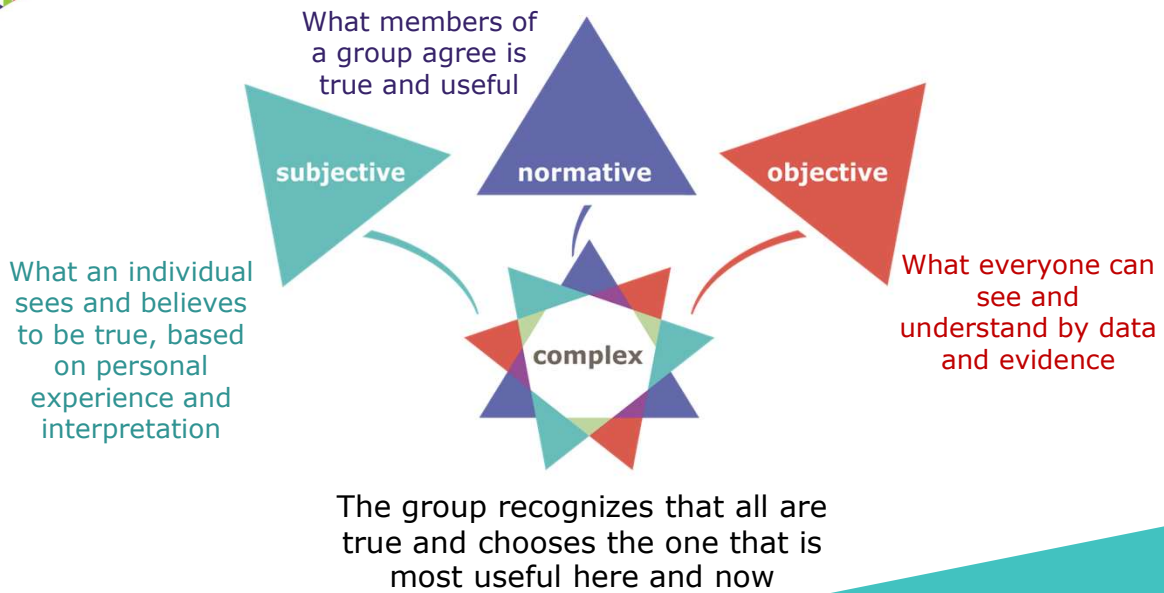 What members of
a group agree is
true and useful
subjective
normative
objective
What an individual
sees and believes
to be true, based
on personal
experience and
interpretation
What everyone can
see and
understand by data
and evidence
complex
The group recognizes that all are
true and chooses the one that is
most useful here and now